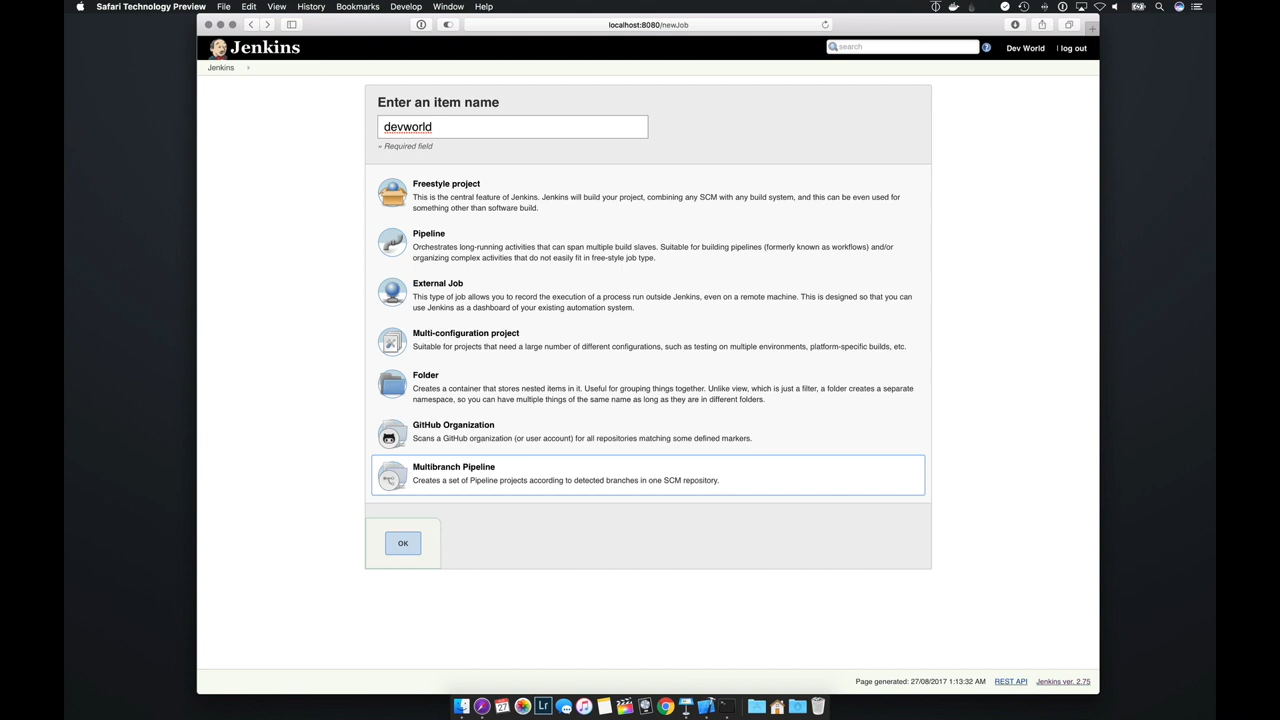 Safari Technology Preview File Edit View History Bookmarks Develop Window Help
localhost:8080/newJob
Jenkins
search
Dev World
| log out
Jenkins
Enter an item name
devworld
» Required field
Freestyle project
This is the central feature of Jenkins. Jenkins will build your project, combining any SCM with any build system, and this can be even used for
something other than software build.
Pipeline
Orchestrates long-running activities that can span multiple build slaves. Suitable for building pipelines (formerly known as workflows) and/or
organizing complex activities that do not easily fit in free-style job type.
External Job
This type of job allows you to record the execution of a process run outside Jenkins, even on a remote machine. This is designed so that you can
use Jenkins as a dashboard of your existing automation system.
Multi-configuration project
Suitable for projects that need a large number of different configurations, such as testing on multiple environments, platform-specific builds, etc.
Folder
Creates a container that stores nested items in it. Useful for grouping things together. Unlike view, which is just a filter, a folder creates a separate
namespace, so you can have multiple things of the same name as long as they are in different folders.
GitHub Organization
Scans a GitHub organization (or user account) for all repositories matching some defined markers.
Multibranch Pipeline
Creates a set of Pipeline projects according to detected branches in one SCM repository.
OK
Page generated: 27/08/2017 1:13:32 AM REST API Jenkins ver. 2.75
Lr